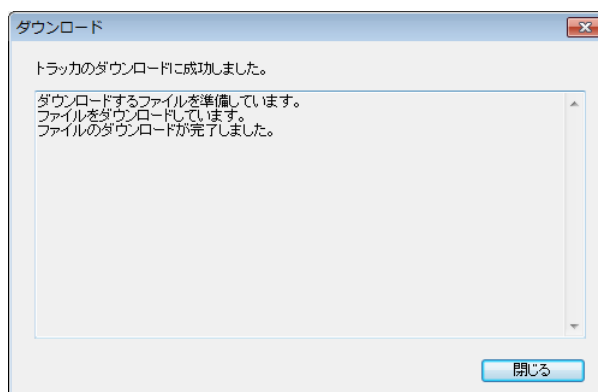 ダウンロード
トラッカのダウンロードに成功しました。
ダウンロードするファイルを準備しています。
ファイルをダウンロードしています。
ファイルのダウンロードが完了しました。
閉じる